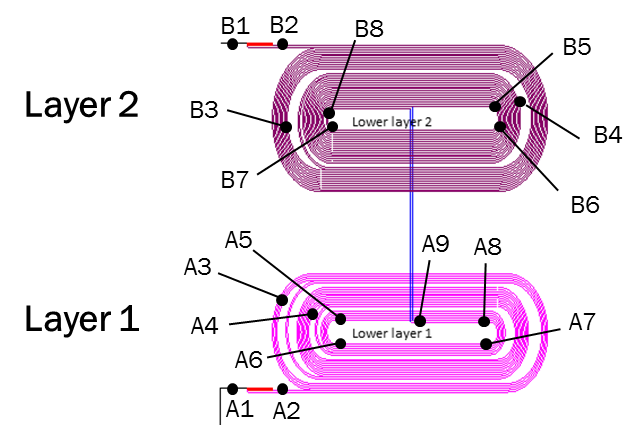 B1 B2
B8
B5
Layer 2
B3
Lower layer 2
B4
B7
B6
A5
A9 A8
A3
Layer 1
A4
Lower layer 1
A7
A6
A1 A2